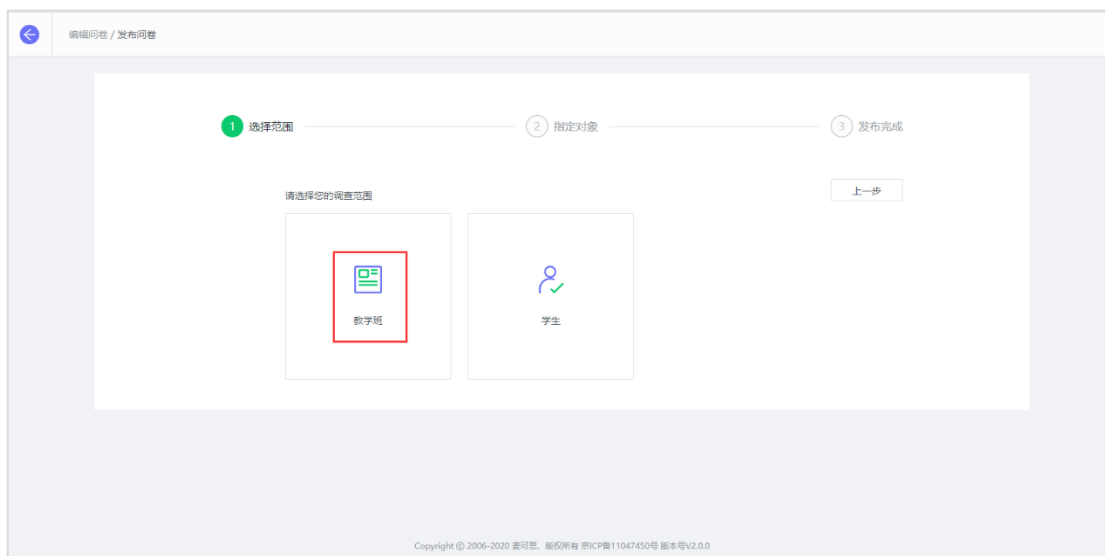 编辑问卷 / 发布问卷
1 选择范围 2 指定对象 3 发布完成
上一步
请选择您的调查范围
教学班 学生
Copyright © 2006-2020 麦可思. 版权所有 京ICP备11047450号 版本号V2.0.0